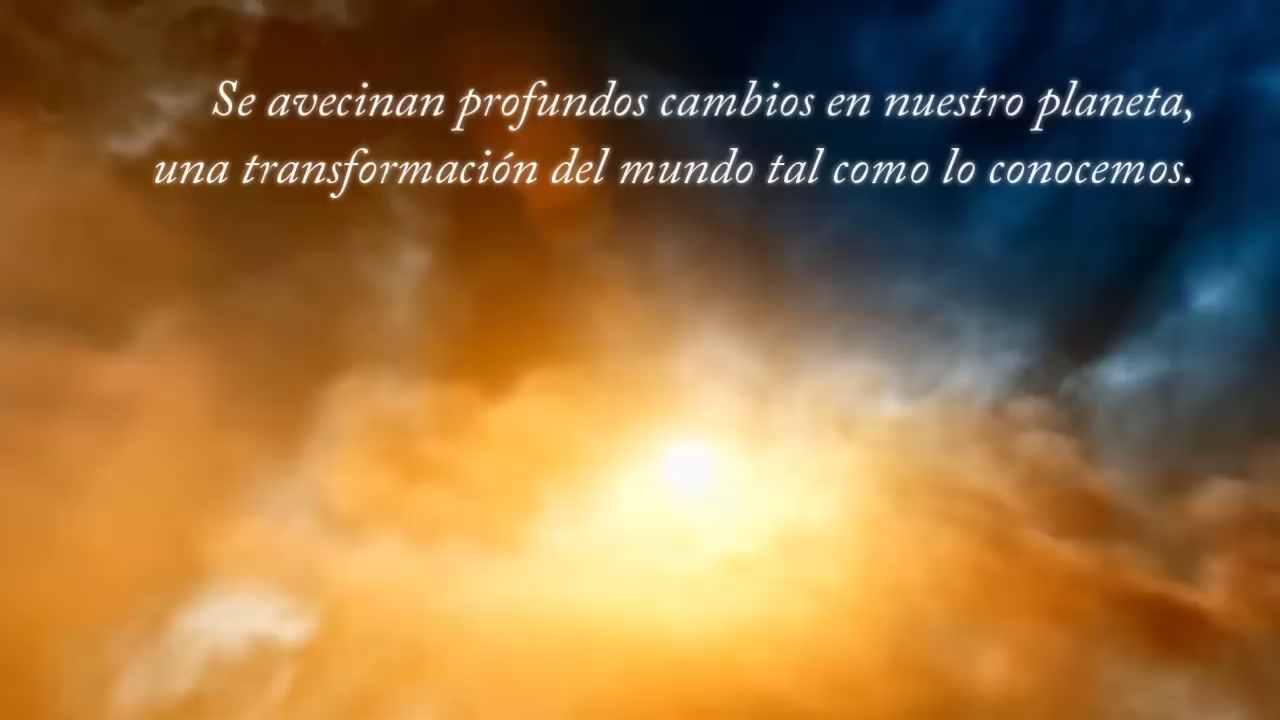 Se avecinan profundos cambios en nuestro planeta,
una transformación del mundo tal como lo conocemos.